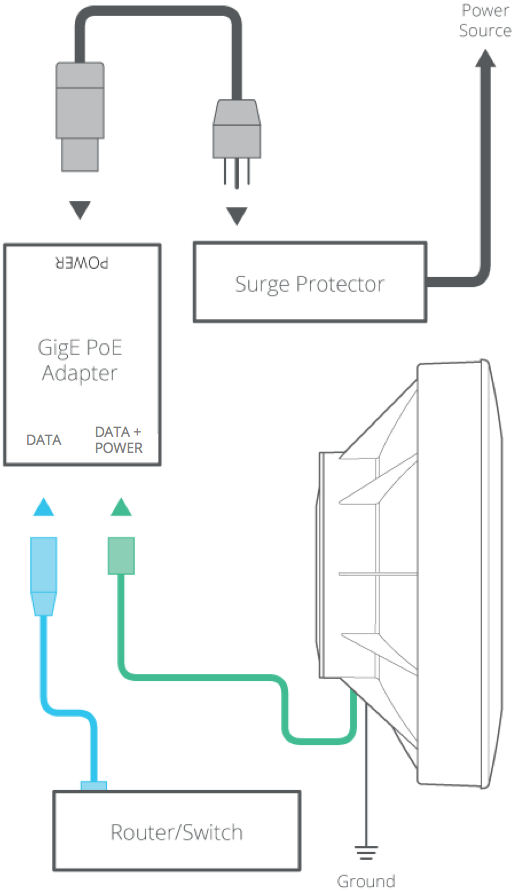 Power
Source
POWER
Surge Protector
GigE PoE
Adapter
DATA
DATA +
POWER
Router/Switch
Ground